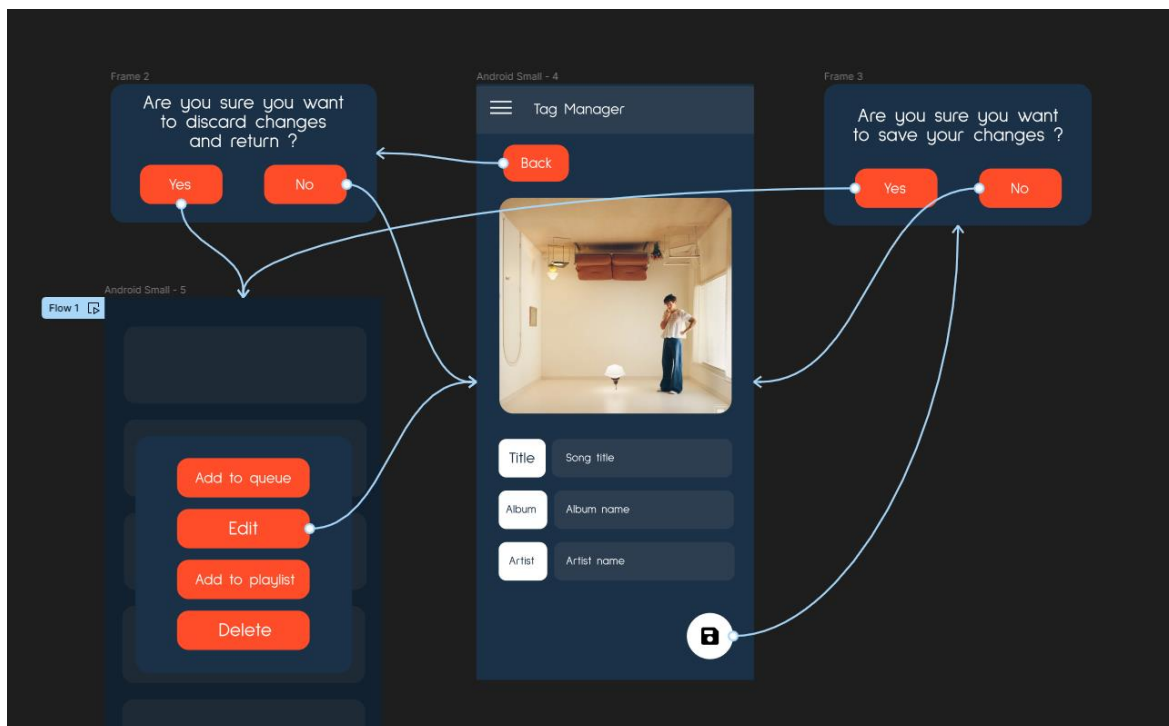 Frame 2
Are you sure you want
to discard changes
and return ?
Yes
No
Android Small - 4
Tag Manager
Back
Title
Song title
Album
Album name
Artist
Artist name
Frame 3
Are you sure you want
to save your changes ?
Yes
No
Android Small - 5
Flow 1
Add to queue
Edit
Add to playlist
Delete